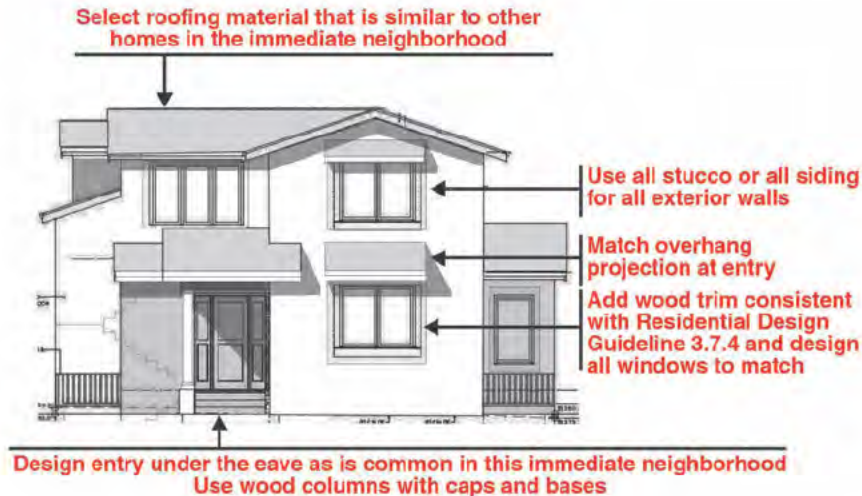 Select roofing material that is similar to other
homes in the immediate neighborhood
Use all stucco or all siding
for all exterior walls
Match overhang
projection at entry
Add wood trim consistent
with Residential Design
Guideline 3.7.4 and design
all windows to match
Design entry under the eave as is common in this immediate neighborhood
Use wood columns with caps and bases